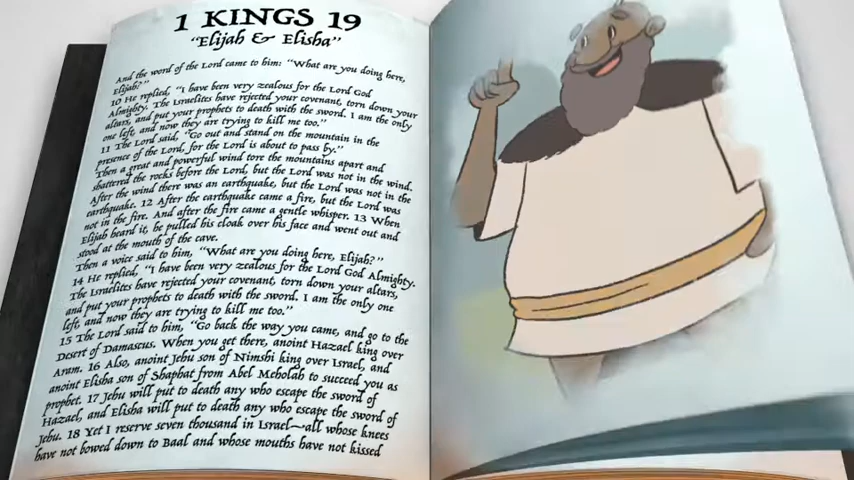 1 KINGS 19
"Elijah & Elisha"
And the word of the Lord came to him: "What are you doing here,
Elijah?"
10 He replied, "I have been very zealous for the Lord God
Almighty. The Israelites have rejected your covenant, torn down your
altars, and put your prophets to death with the sword. I am the only
one left, and now they are trying to kill me too."
11 The Lord said, "Go out and stand on the mountain in the
presence of the Lord, for the Lord is about to pass by."
Then a great and powerful wind tore the mountains apart and
shattered the rocks before the Lord, but the Lord was not in the wind.
After the wind there was an earthquake, but the Lord was not in the
earthquake. 12 After the earthquake came a fire, but the Lord was
not in the fire. And after the fire came a gentle whisper. 13 When
Elijah heard it, he pulled his cloak over his face and went out and
stood at the mouth of the cave.
Then a voice said to him, "What are you doing here, Elijah?"
14 He replied, "I have been very zealous for the Lord God Almighty.
The Israelites have rejected your covenant, torn down your altars,
and put your prophets to death with the sword. I am the only one
left, and now they are trying to kill me too."
15 The Lord said to him, "Go back the way you came, and go to the
Desert of Damascus. When you get there, anoint Hazael king over
Aram. 16 Also, anoint Jehu son of Nimshi king over Israel, and
anoint Elisha son of Shaphat from Abel Meholah to succeed you as
prophet. 17 Jehu will put to death any who escape the sword of
Hazael, and Elisha will put to death any who escape the sword of
Jehu. 18 Yet I reserve seven thousand in Israel—all whose knees
have not bowed down to Baal and whose mouths have not kissed